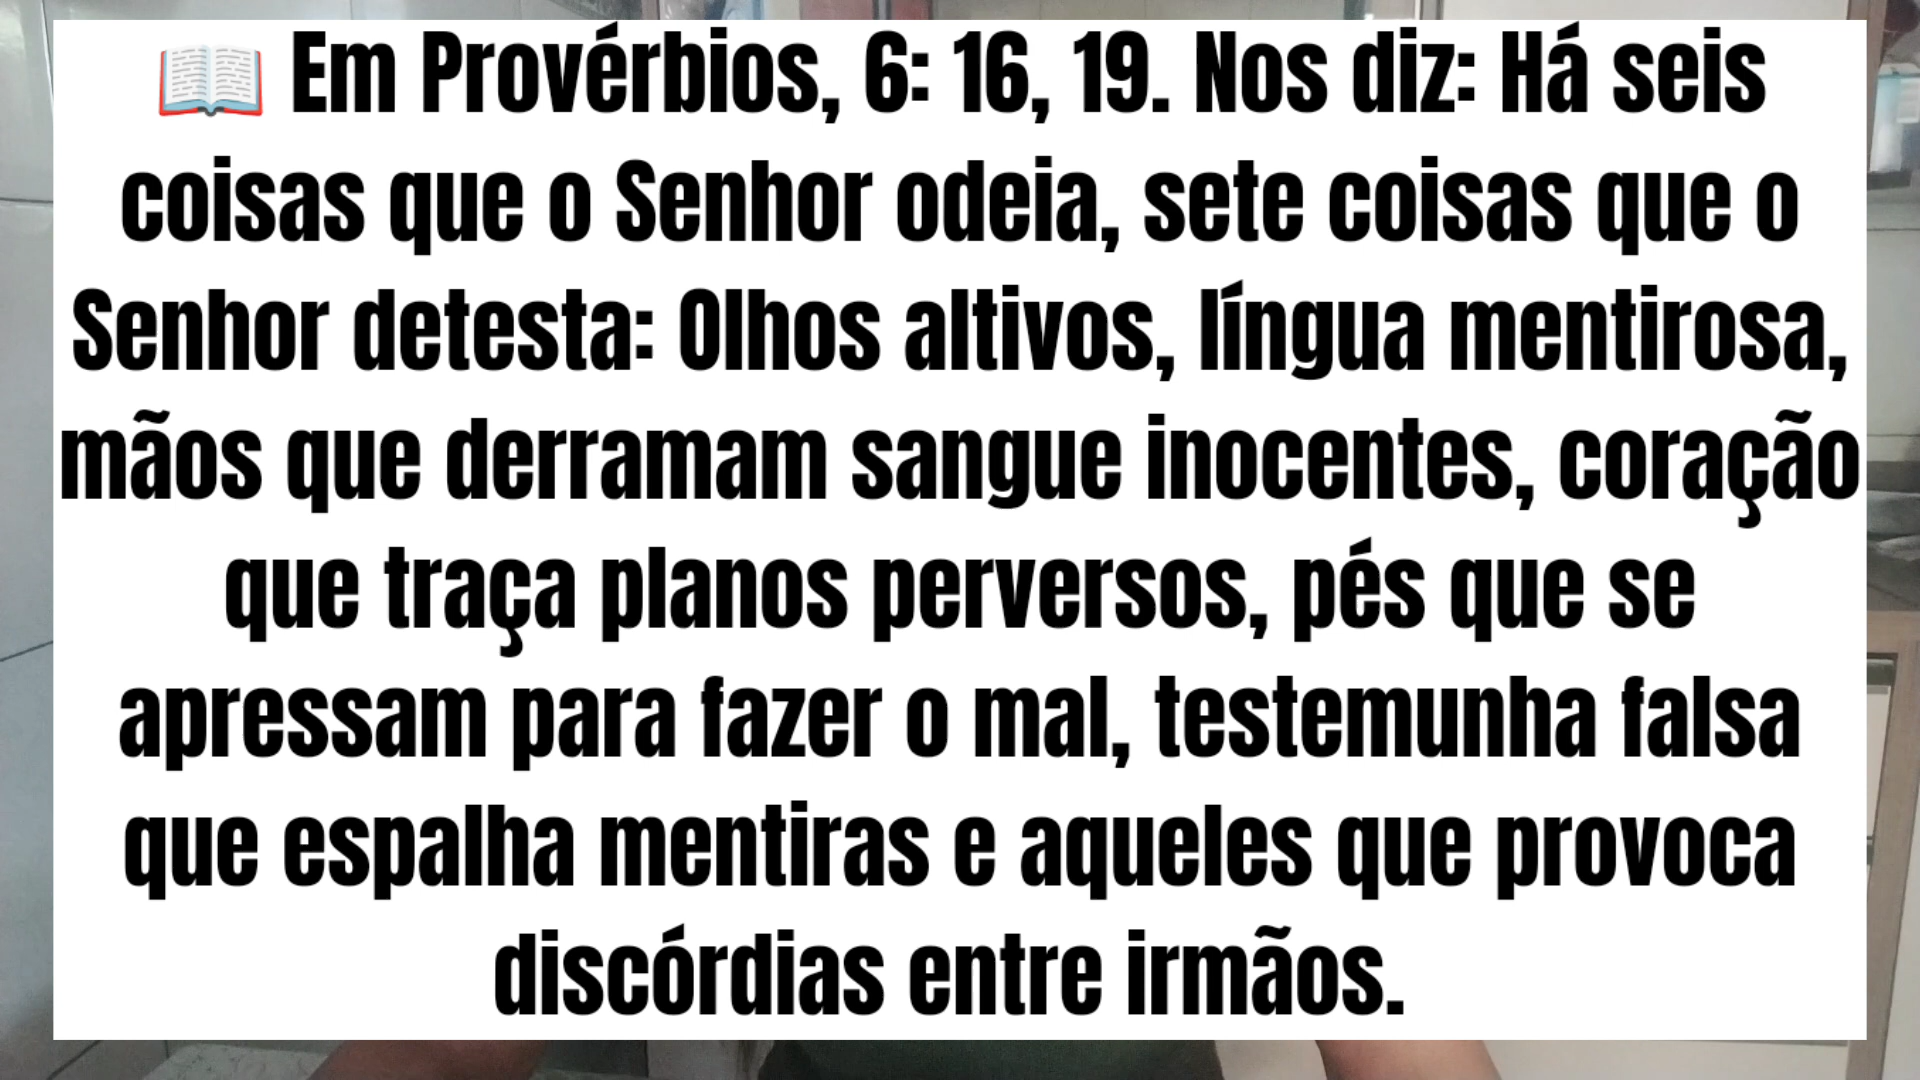 📖 Em Provérbios, 6: 16, 19. Nos diz: Há seis
coisas que o Senhor odeia, sete coisas que o
Senhor detesta: Olhos altivos, língua mentirosa,
mãos que derramam sangue inocentes, coração
que traça planos perversos, pés que se
apressam para fazer o mal, testemunha falsa
que espalha mentiras e aqueles que provoca
discórdias entre irmãos.